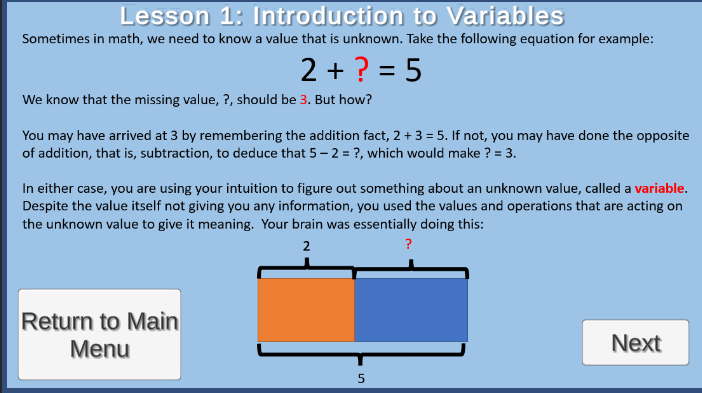 Lesson 1: Introduction to Variables
Sometimes in math, we need to know a value that is unknown. Take the following equation for example:
2 + ? = 5
We know that the missing value, ?, should be 3. But how?
You may have arrived at 3 by remembering the addition fact, 2 + 3 = 5. If not, you may have done the opposite
of addition, that is, subtraction, to deduce that 5 – 2 = ?, which would make ? = 3.
In either case, you are using your intuition to figure out something about an unknown value, called a variable.
Despite the value itself not giving you any information, you used the values and operations that are acting on
the unknown value to give it meaning.  Your brain was essentially doing this:
2 ?
Return to Main
Menu
Next
5